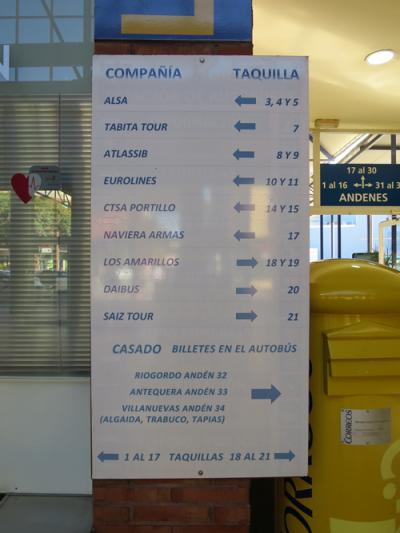 N
COMPAÑÍA TAQUILLA
ALSA 3, 4 Y 5
TABITA TOUR 7
ATLASSIB 8 Y 9
EUROLINES 10 Y 11
CTSA PORTILLO 14 Y 15
NAVIERA ARMAS 17
LOS AMARILLOS 18 Y 19
DAIBUS 20
SAIZ TOUR 21
CASADO BILLETES EN EL AUTOBÚS
RIOGORDO ANDÉN 32
ANTEQUERA ANDÉN 33
VILLANUEVAS ANDÉN 34
(ALGAIDA, TRABUCO, TAPIAS)
1 AL 17 TAQUILLAS 18 AL 21
17 al 30
1 al 16 31 al 3
ANDENES
CORREOS